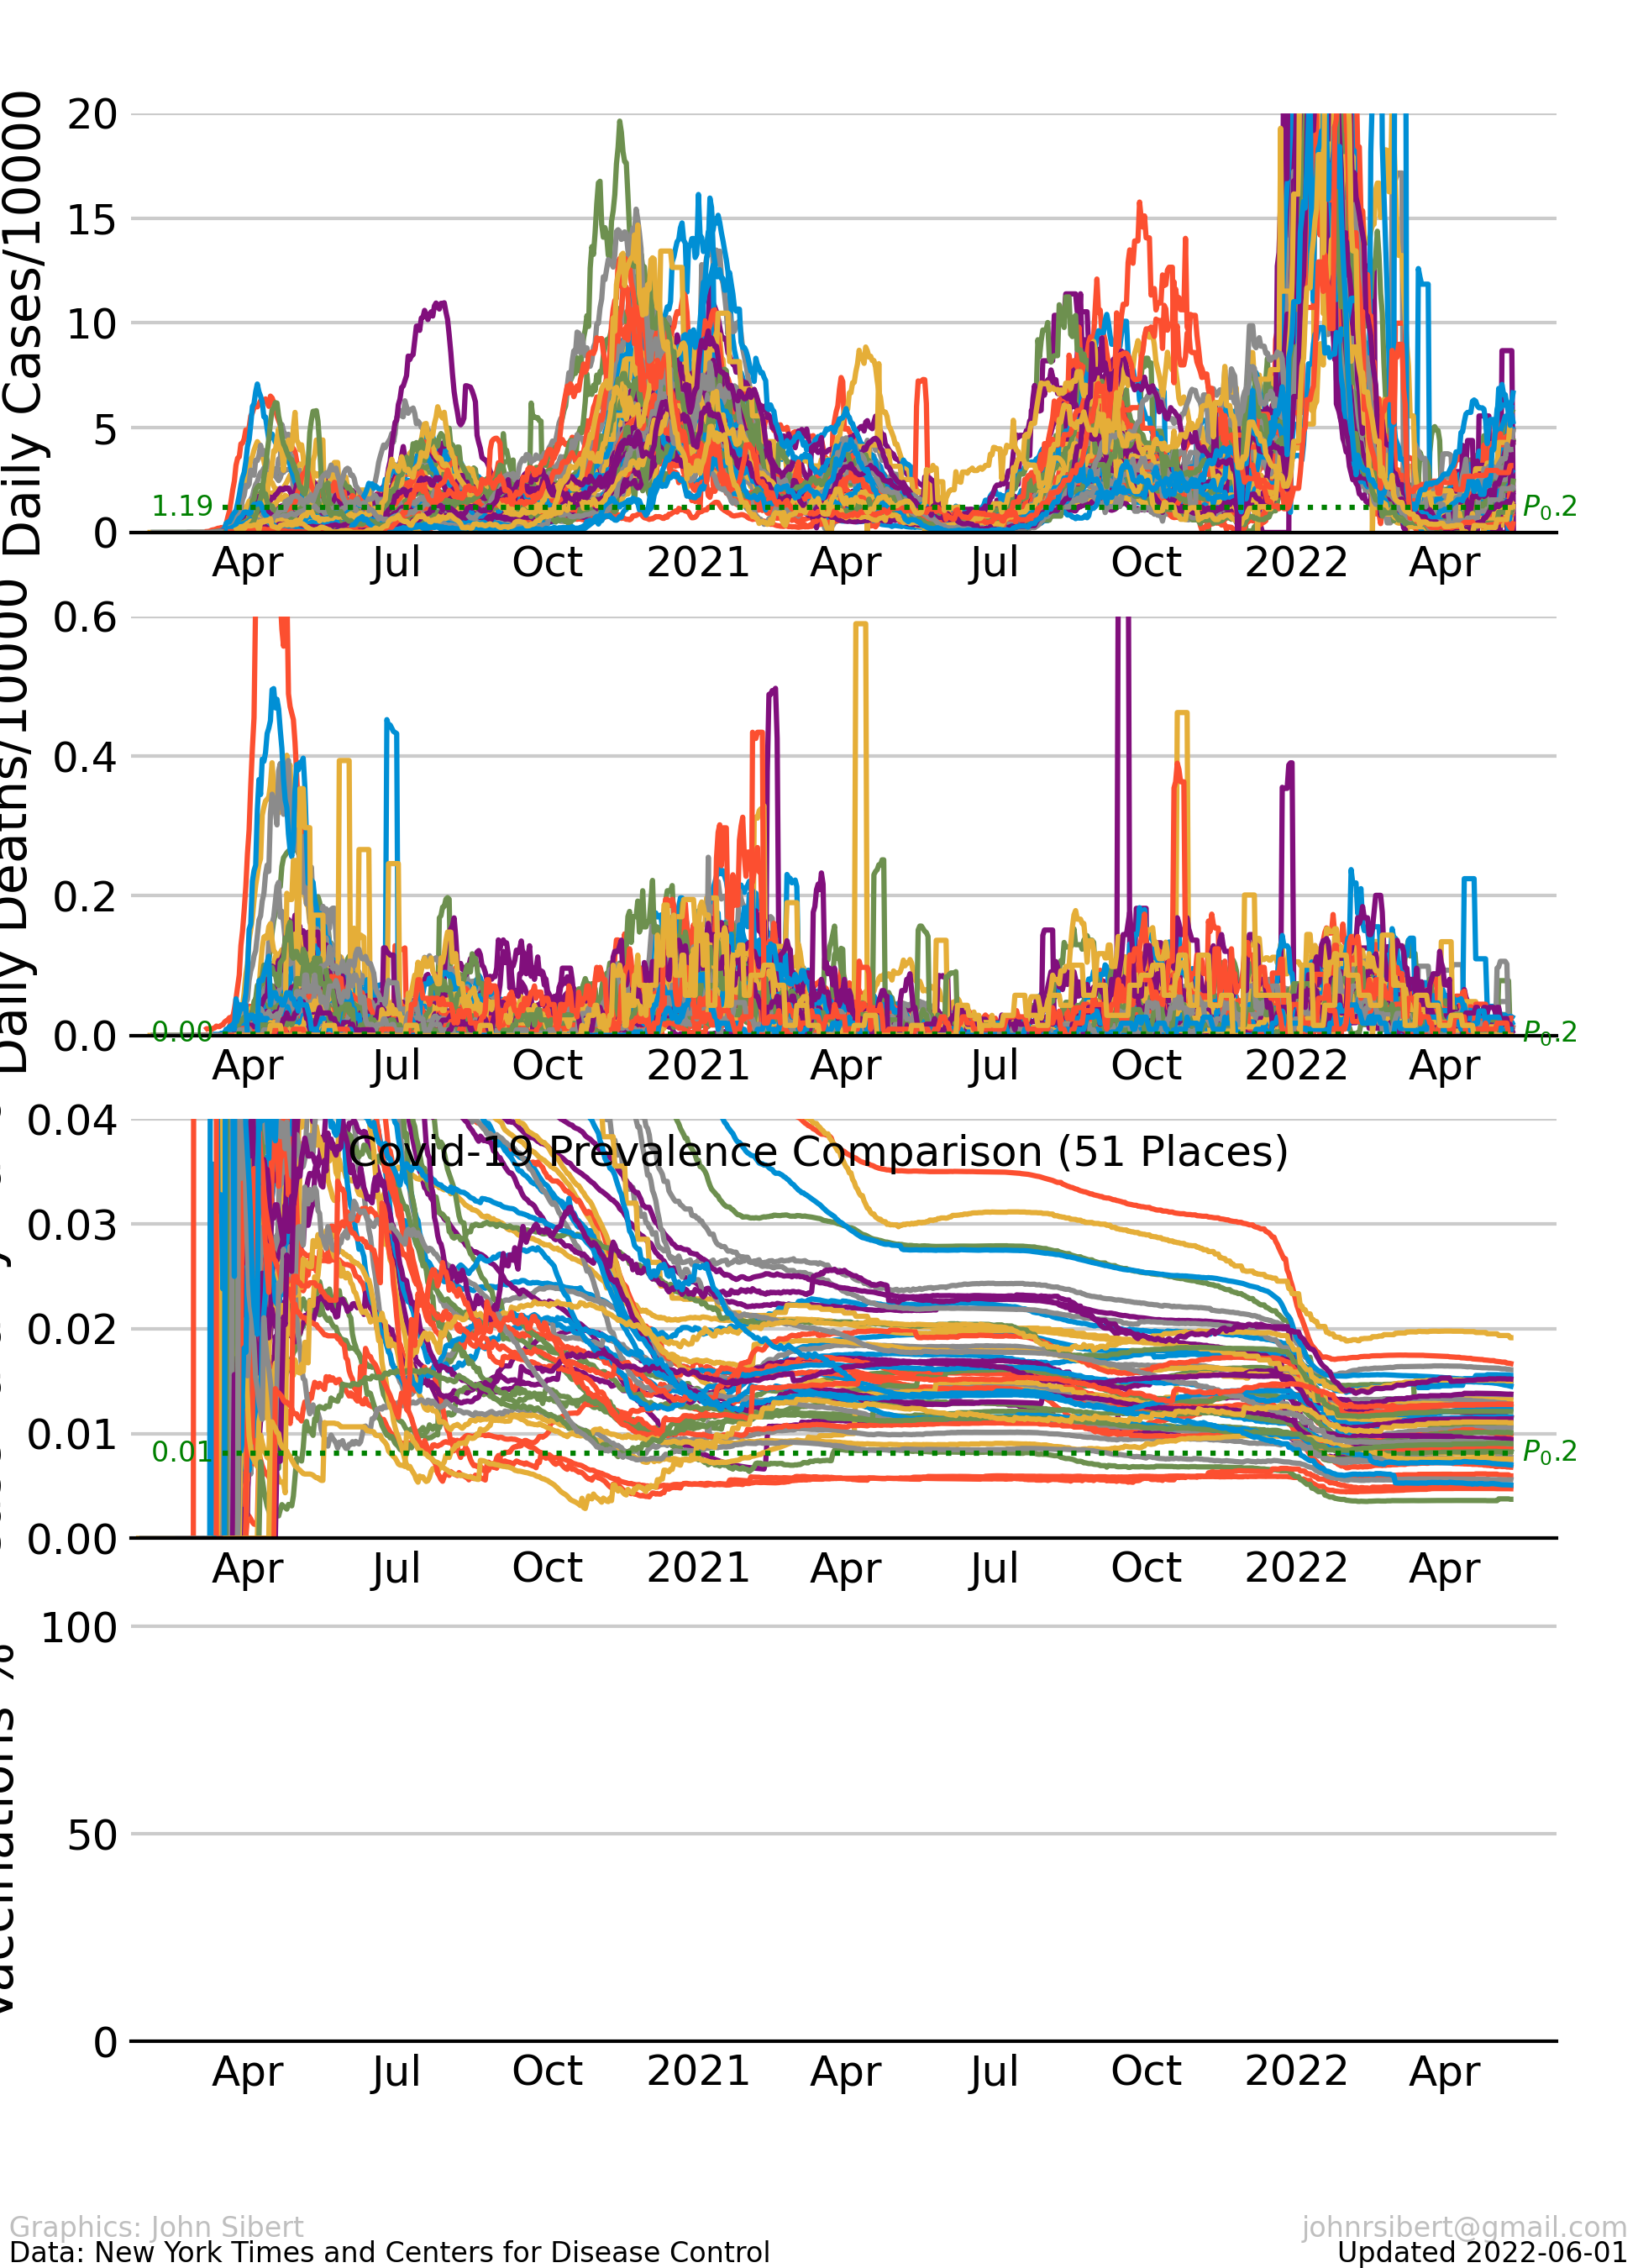 Daily Cases/10000
20
15
10
5
0
1.19
P₀.2
Apr Jul Oct 2021 Apr Jul Oct 2022 Apr
Daily Deaths/10000
0.6
0.4
0.2
0.0
0.00
P₀.2
Apr Jul Oct 2021 Apr Jul Oct 2022 Apr
Covid-19 Prevalence Comparison (51 Places)
0.04
0.03
0.02
0.01
0.00
0.01
P₀.2
Apr Jul Oct 2021 Apr Jul Oct 2022 Apr
Vaccinations %
100
50
0
Apr Jul Oct 2021 Apr Jul Oct 2022 Apr
Graphics: John Sibert
johnrsibert@gmail.com
Data: New York Times and Centers for Disease Control
Updated 2022-06-01